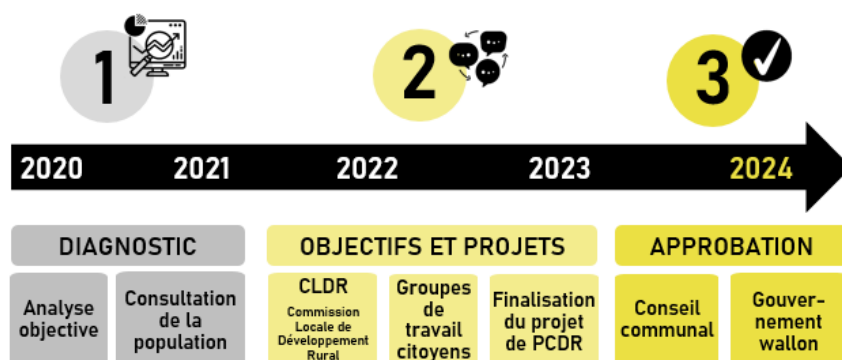 1
2
3
2020 2021 2022 2023 2024
DIAGNOSTIC
OBJECTIFS ET PROJETS
APPROBATION
Analyse
objective
Consultation
de la
population
CLDR
Commission
Locale de
Développement
Rural
Groupes
de
travail
citoyens
Finalisation
du projet
de PCDR
Conseil
communal
Gouver-
nement
wallon